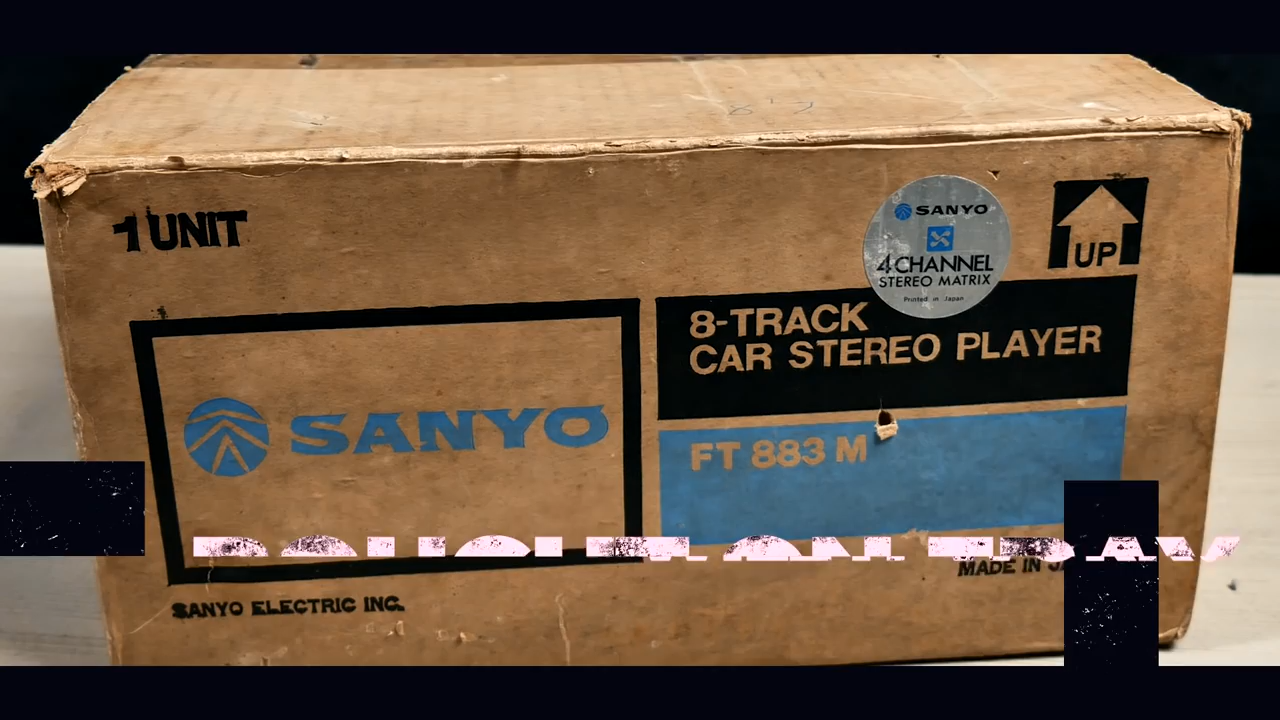 1 UNIT
SANYO
4 CHANNEL
STEREO MATRIX
Printed in Japan
UP
8-TRACK
CAR STEREO PLAYER
SANYO
FT 883 M
MADE IN
SANYO ELECTRIC INC.